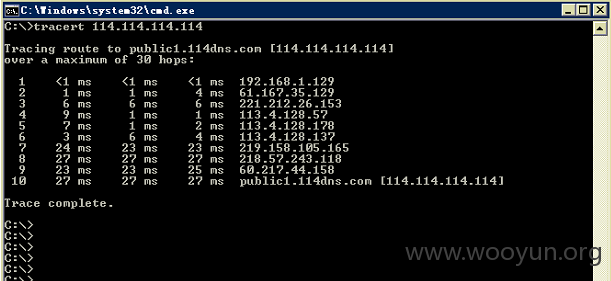 C:\Windows\system32\cmd.exe
C:\>tracert 114.114.114.114
Tracing route to public1.114dns.com [114.114.114.114]
over a maximum of 30 hops:
1 <1 ms <1 ms <1 ms 192.168.1.129
2 1 ms 1 ms 4 ms 61.167.35.129
3 6 ms 6 ms 6 ms 221.212.26.153
4 9 ms 1 ms 1 ms 113.4.128.57
5 7 ms 1 ms 2 ms 113.4.128.178
6 3 ms 6 ms 4 ms 113.4.128.137
7 24 ms 23 ms 23 ms 219.158.105.165
8 27 ms 27 ms 27 ms 218.57.243.118
9 23 ms 23 ms 25 ms 60.217.44.158
10 27 ms 27 ms 27 ms public1.114dns.com [114.114.114.114]
Trace complete.
C:\>
C:\>
C:\>
C:\>
C:\>
www.wooyun.org